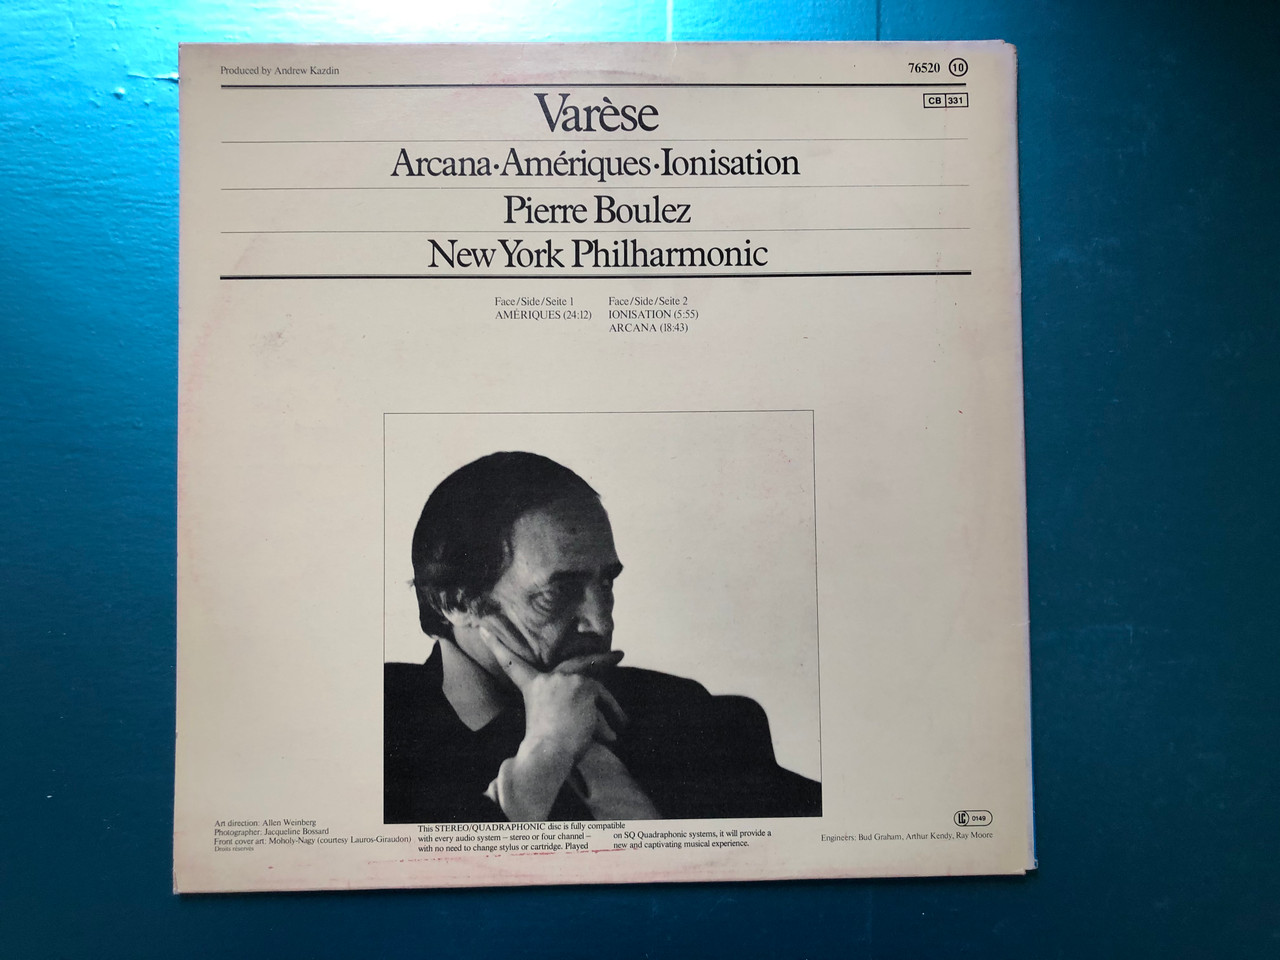 Produced by Andrew Kazdin
76520 10
CB 331
Varèse
Arcana·Amériques·Ionisation
Pierre Boulez
New York Philharmonic
Face/Side/Seite 1
AMÉRIQUES (24:12)
Face/Side/Seite 2
IONISATION (5:55)
ARCANA (18:43)
Art direction: Allen Weinberg
Photographer: Jacqueline Bossard
Front cover art: Moholy-Nagy (courtesy Lauros-Giraudon)
Droits réservés
This STEREO/QUADRAPHONIC disc is fully compatible
with every audio system – stereo or four channel –
with no need to change stylus or cartridge. Played
on SQ Quadraphonic systems, it will provide a
new and captivating musical experience.
LC 0149
Engineers: Bud Graham, Arthur Kendy, Ray Moore